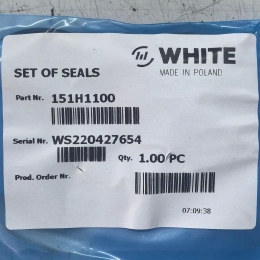 WHITE
MADE IN POLAND
SET OF SEALS
Part Nr. 151H1100
Serial Nr. WS220427654
Qty. 1.00 PC
Prod. Order Nr.
07:09:38